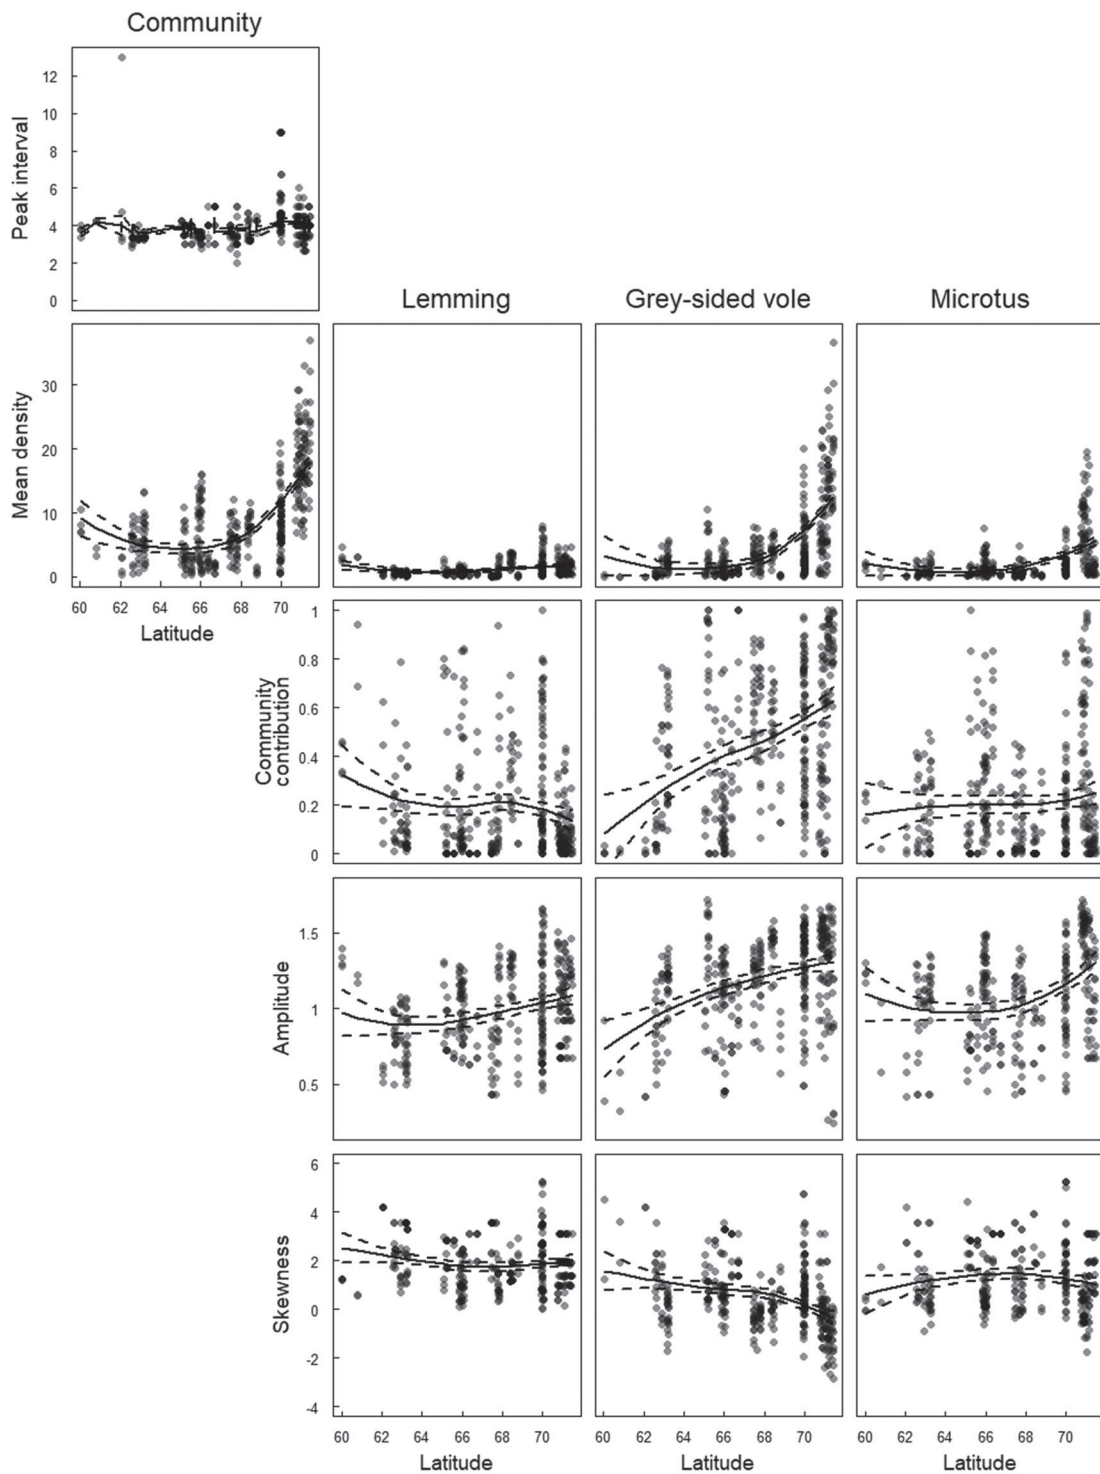 Community
Peak interval
12
10
8
6
4
2
0
Lemming
Grey-sided vole
Microtus
Mean density
30
20
10
0
60 62 64 66 68 70
Latitude
Community
contribution
1
0.8
0.6
0.4
0.2
0
Amplitude
1.5
1
0.5
Skewness
6
4
2
0
-2
-4
60 62 64 66 68 70
60 62 64 66 68 70
60 62 64 66 68 70
Latitude
Latitude
Latitude